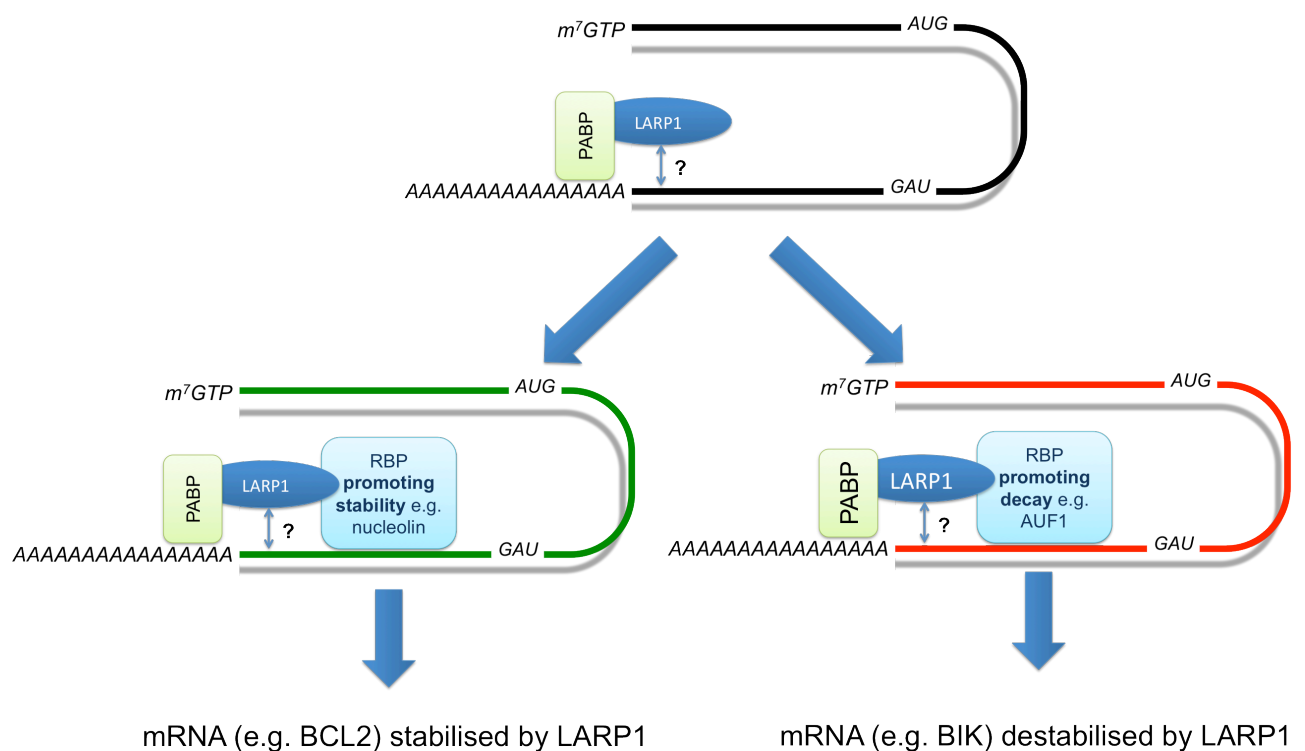 m⁷GTP
AUG
PABP
LARP1
?
AAAAAAAAAAAAAAAA
GAU
m⁷GTP
AUG
PABP
LARP1
RBP
promoting
stability e.g.
nucleolin
?
AAAAAAAAAAAAAAAA
GAU
m⁷GTP
AUG
PABP
LARP1
RBP
promoting
decay e.g.
AUF1
?
AAAAAAAAAAAAAAAA
GAU
mRNA (e.g. BCL2) stabilised by LARP1
mRNA (e.g. BIK) destabilised by LARP1